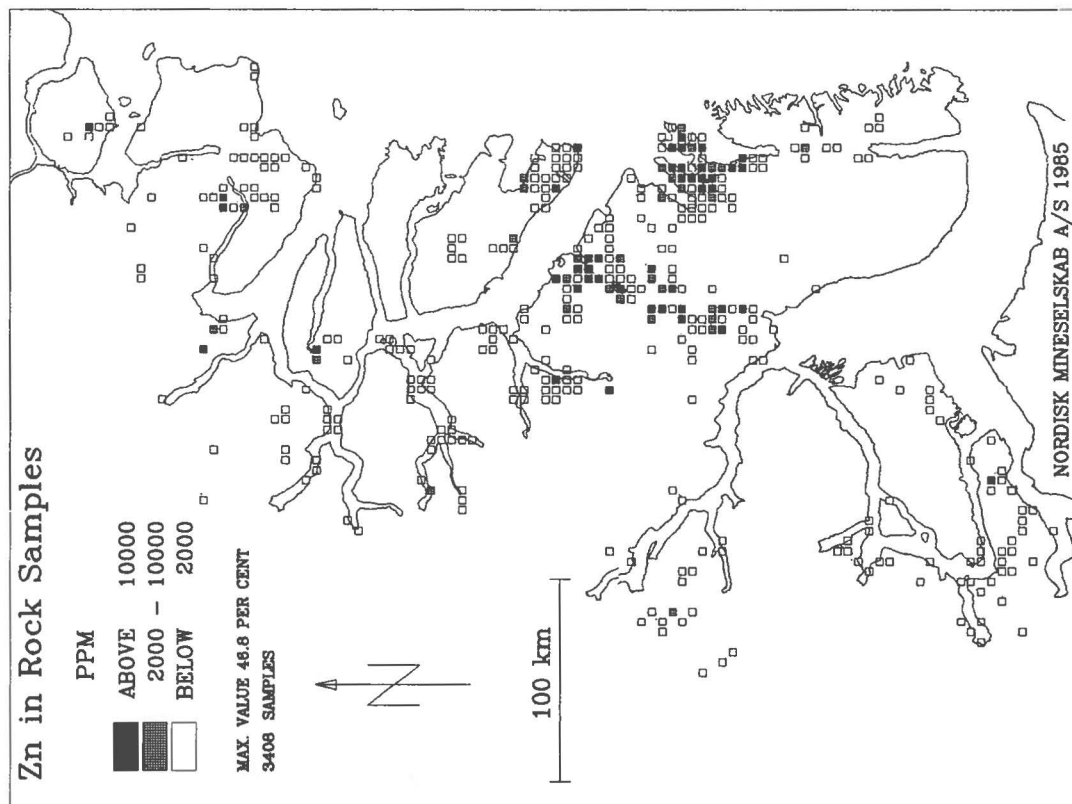 Zn in Rock Samples
PPM
ABOVE 10000
2000 - 10000
BELOW 2000
MAX. VALUE 46.8 PER CENT
3408 SAMPLES
N
100 km
NORDISK MINESELSKAB A/S 1985